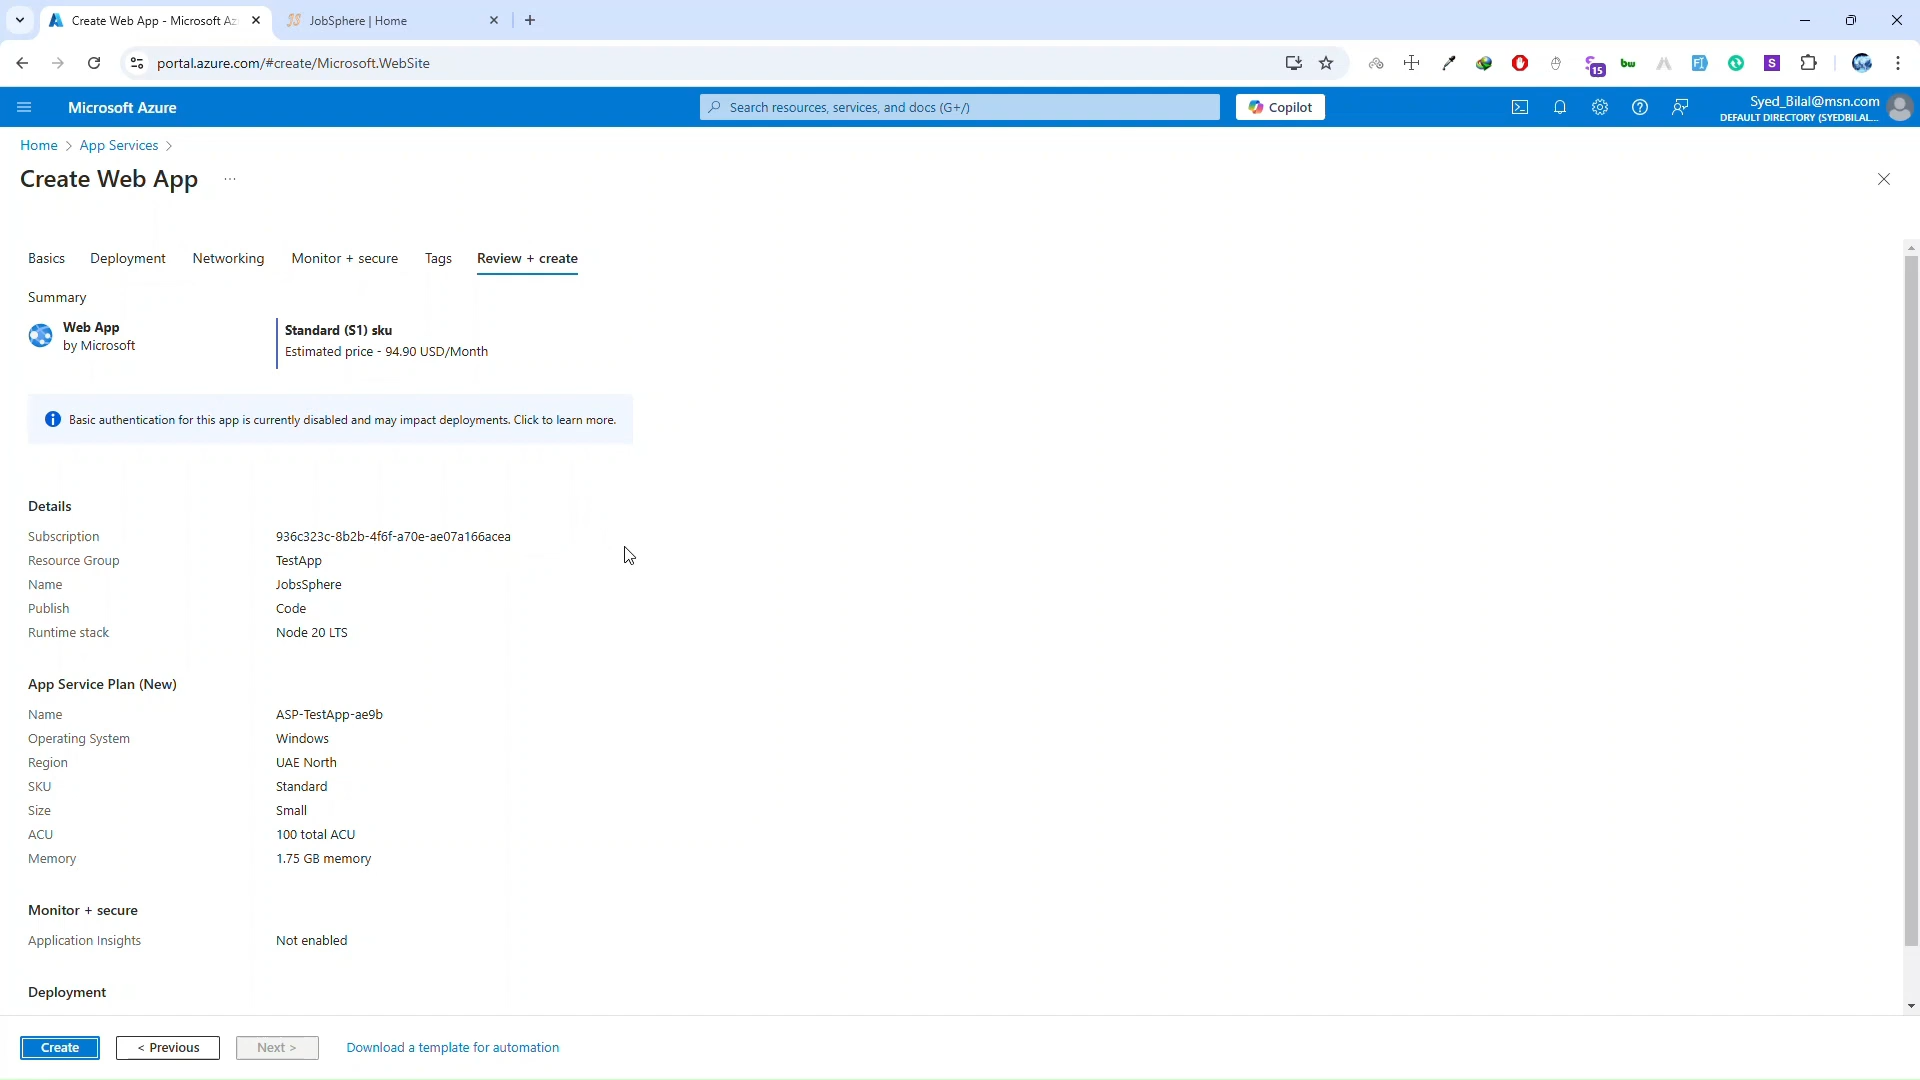 Create Web App - Microsoft Az
JobSphere | Home
portal.azure.com/#create/Microsoft.WebSite
15
bw
S
Microsoft Azure
Search resources, services, and docs (G+/)
Copilot
Syed_Bilal@msn.com
DEFAULT DIRECTORY (SYEDBILAL...
Home > App Services >
Create Web App ...
Basics Deployment Networking Monitor + secure Tags Review + create
Summary
Web App
by Microsoft
Standard (S1) sku
Estimated price - 94.90 USD/Month
Basic authentication for this app is currently disabled and may impact deployments. Click to learn more.
Details
Subscription 936c323c-8b2b-4f6f-a70e-ae07a166acea
Resource Group TestApp
Name JobsSphere
Publish Code
Runtime stack Node 20 LTS
App Service Plan (New)
Name ASP-TestApp-ae9b
Operating System Windows
Region UAE North
SKU Standard
Size Small
ACU 100 total ACU
Memory 1.75 GB memory
Monitor + secure
Application Insights Not enabled
Deployment
Create < Previous Next > Download a template for automation